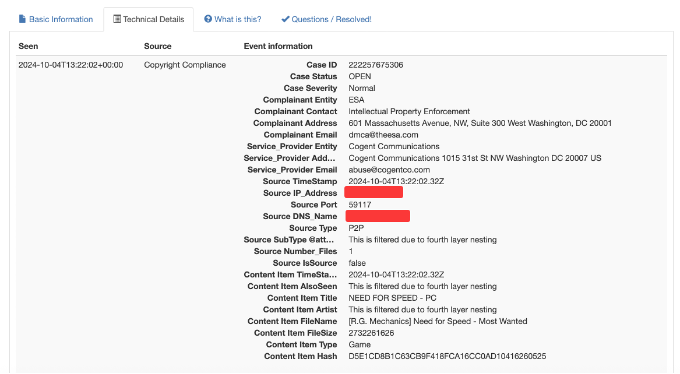 Basic Information
Technical Details
What is this?
Questions / Resolved!
Seen Source Event information
2024-10-04T13:22:02+00:00 Copyright Compliance Case ID 222257675306
Case Status OPEN
Case Severity Normal
Complainant Entity ESA
Complainant Contact Intellectual Property Enforcement
Complainant Address 601 Massachusetts Avenue, NW, Suite 300 West Washington, DC 20001
Complainant Email dmca@theesa.com
Service_Provider Entity Cogent Communications
Service_Provider Add... Cogent Communications 1015 31st St NW Washington DC 20007 US
Service_Provider Email abuse@cogentco.com
Source TimeStamp 2024-10-04T13:22:02.32Z
Source IP_Address
Source Port 59117
Source DNS_Name
Source Type P2P
Source SubType @att... This is filtered due to fourth layer nesting
Source Number_Files 1
Source IsSource false
Content Item TimeSta... 2024-10-04T13:22:02.32Z
Content Item AlsoSeen This is filtered due to fourth layer nesting
Content Item Title NEED FOR SPEED - PC
Content Item Artist This is filtered due to fourth layer nesting
Content Item FileName [R.G. Mechanics] Need for Speed - Most Wanted
Content Item FileSize 2732261626
Content Item Type Game
Content Item Hash D5E1CD8B1C63CB9F418FCA16CC0AD10416260525